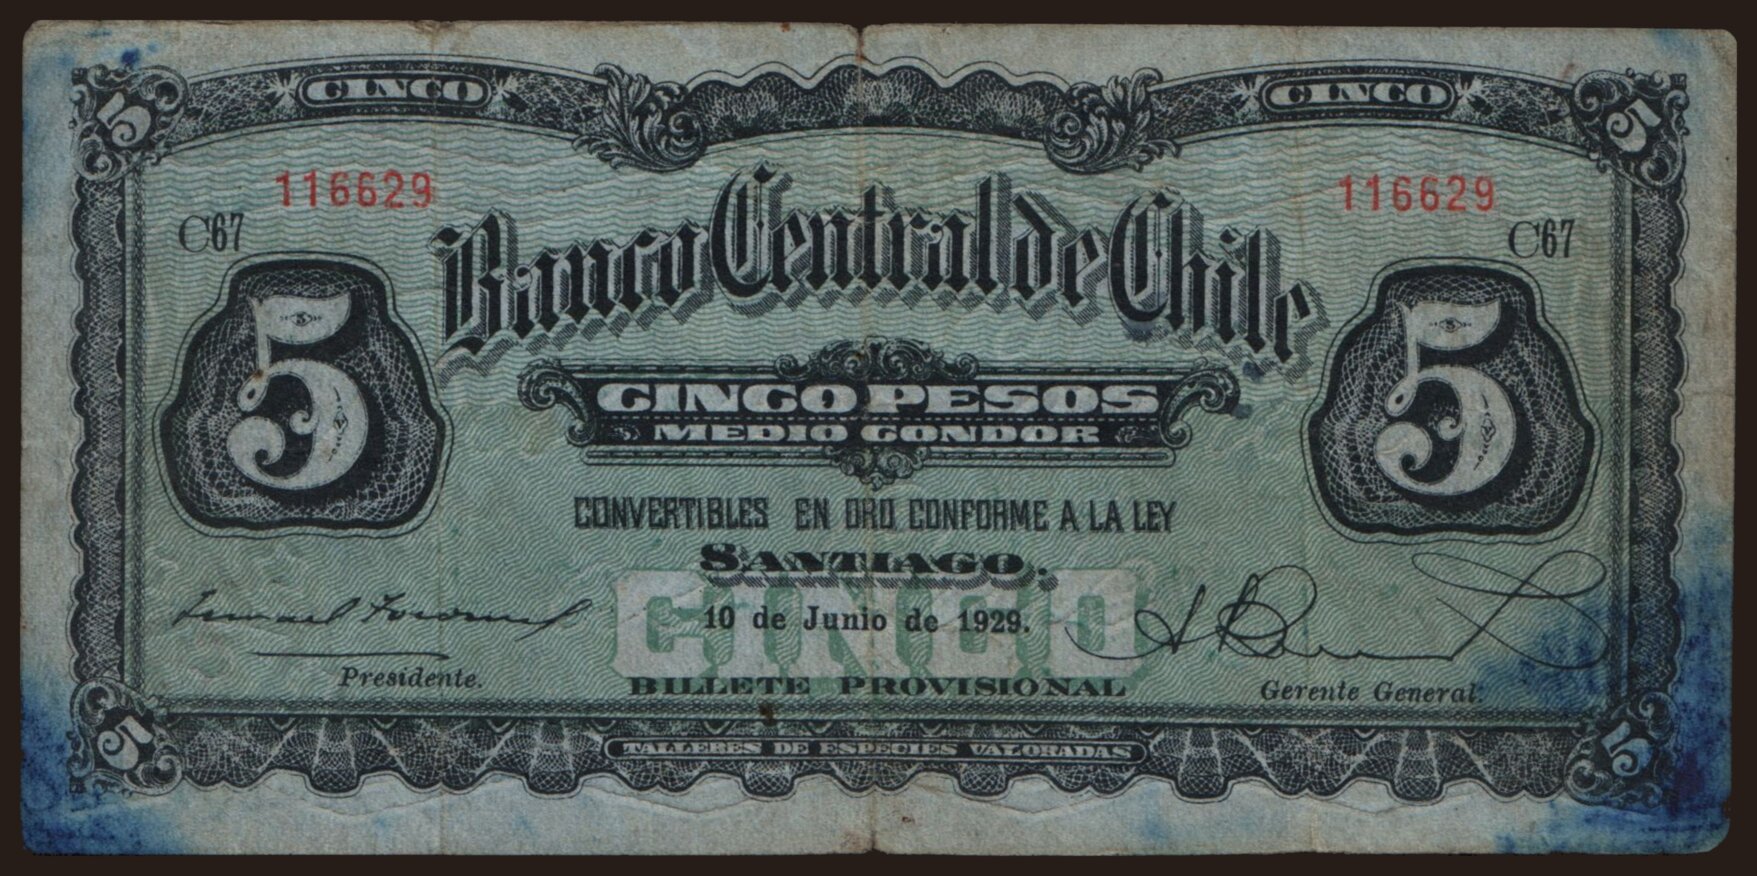 CINCO CINCO
5 5
116629 116629
C67 C67
Banco Central de Chile
5 5
CINCO PESOS
MEDIO CONDOR
CONVERTIBLES EN ORO CONFORME A LA LEY
SANTIAGO.
CINCO
10 de Junio de 1929.
Presidente. Gerente General.
BILLETE PROVISIONAL
5 5
TALLERES DE ESPECIES VALORADAS